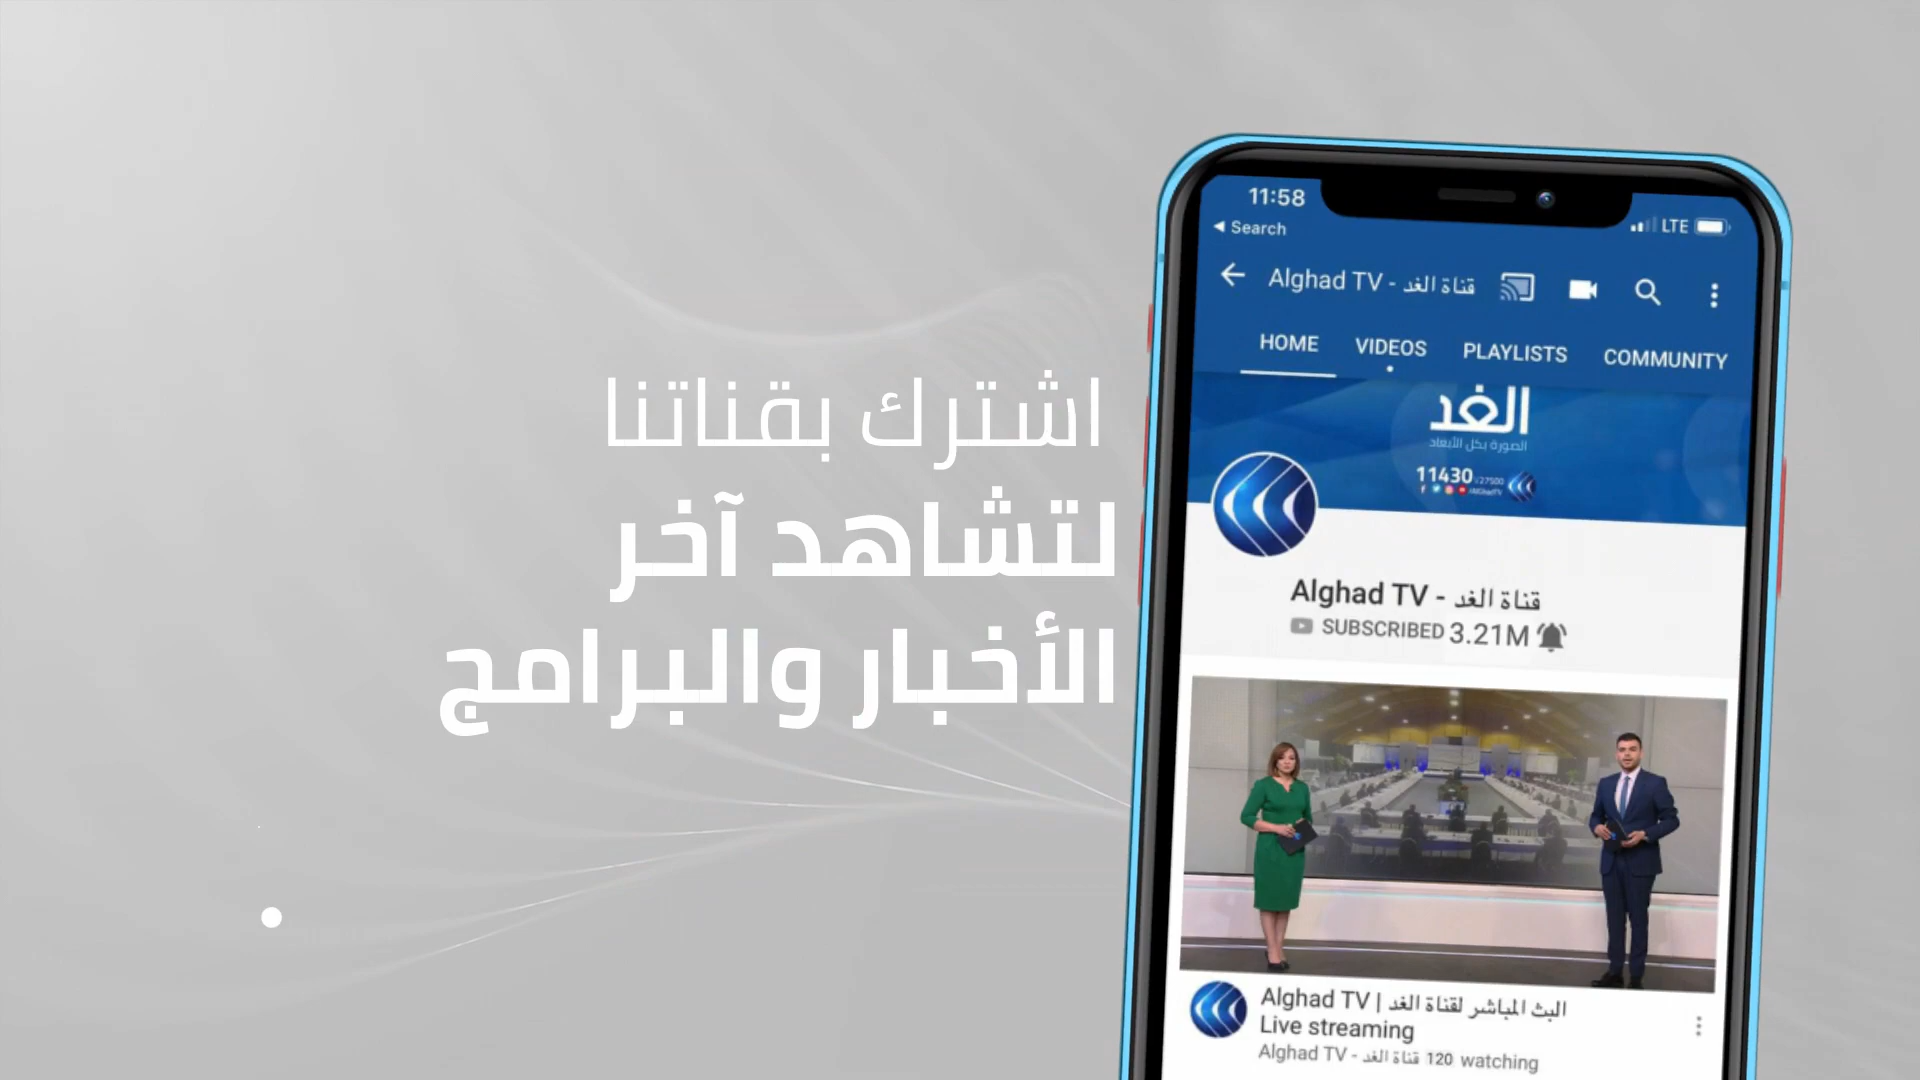 اشترك بقناتنا
لتشاهد آخر
الأخبار والبرامج
11:58
LTE
Search
Alghad TV - قناة الغد
HOME VIDEOS PLAYLISTS COMMUNITY
الغد
الصورة بكل الأبعاد
11430 V 27500
/AlGhadTV
Alghad TV - قناة الغد
SUBSCRIBED 3.21M
Alghad TV | البث المباشر لقناة الغد
Live streaming
Alghad TV - قناة الغد 120 watching